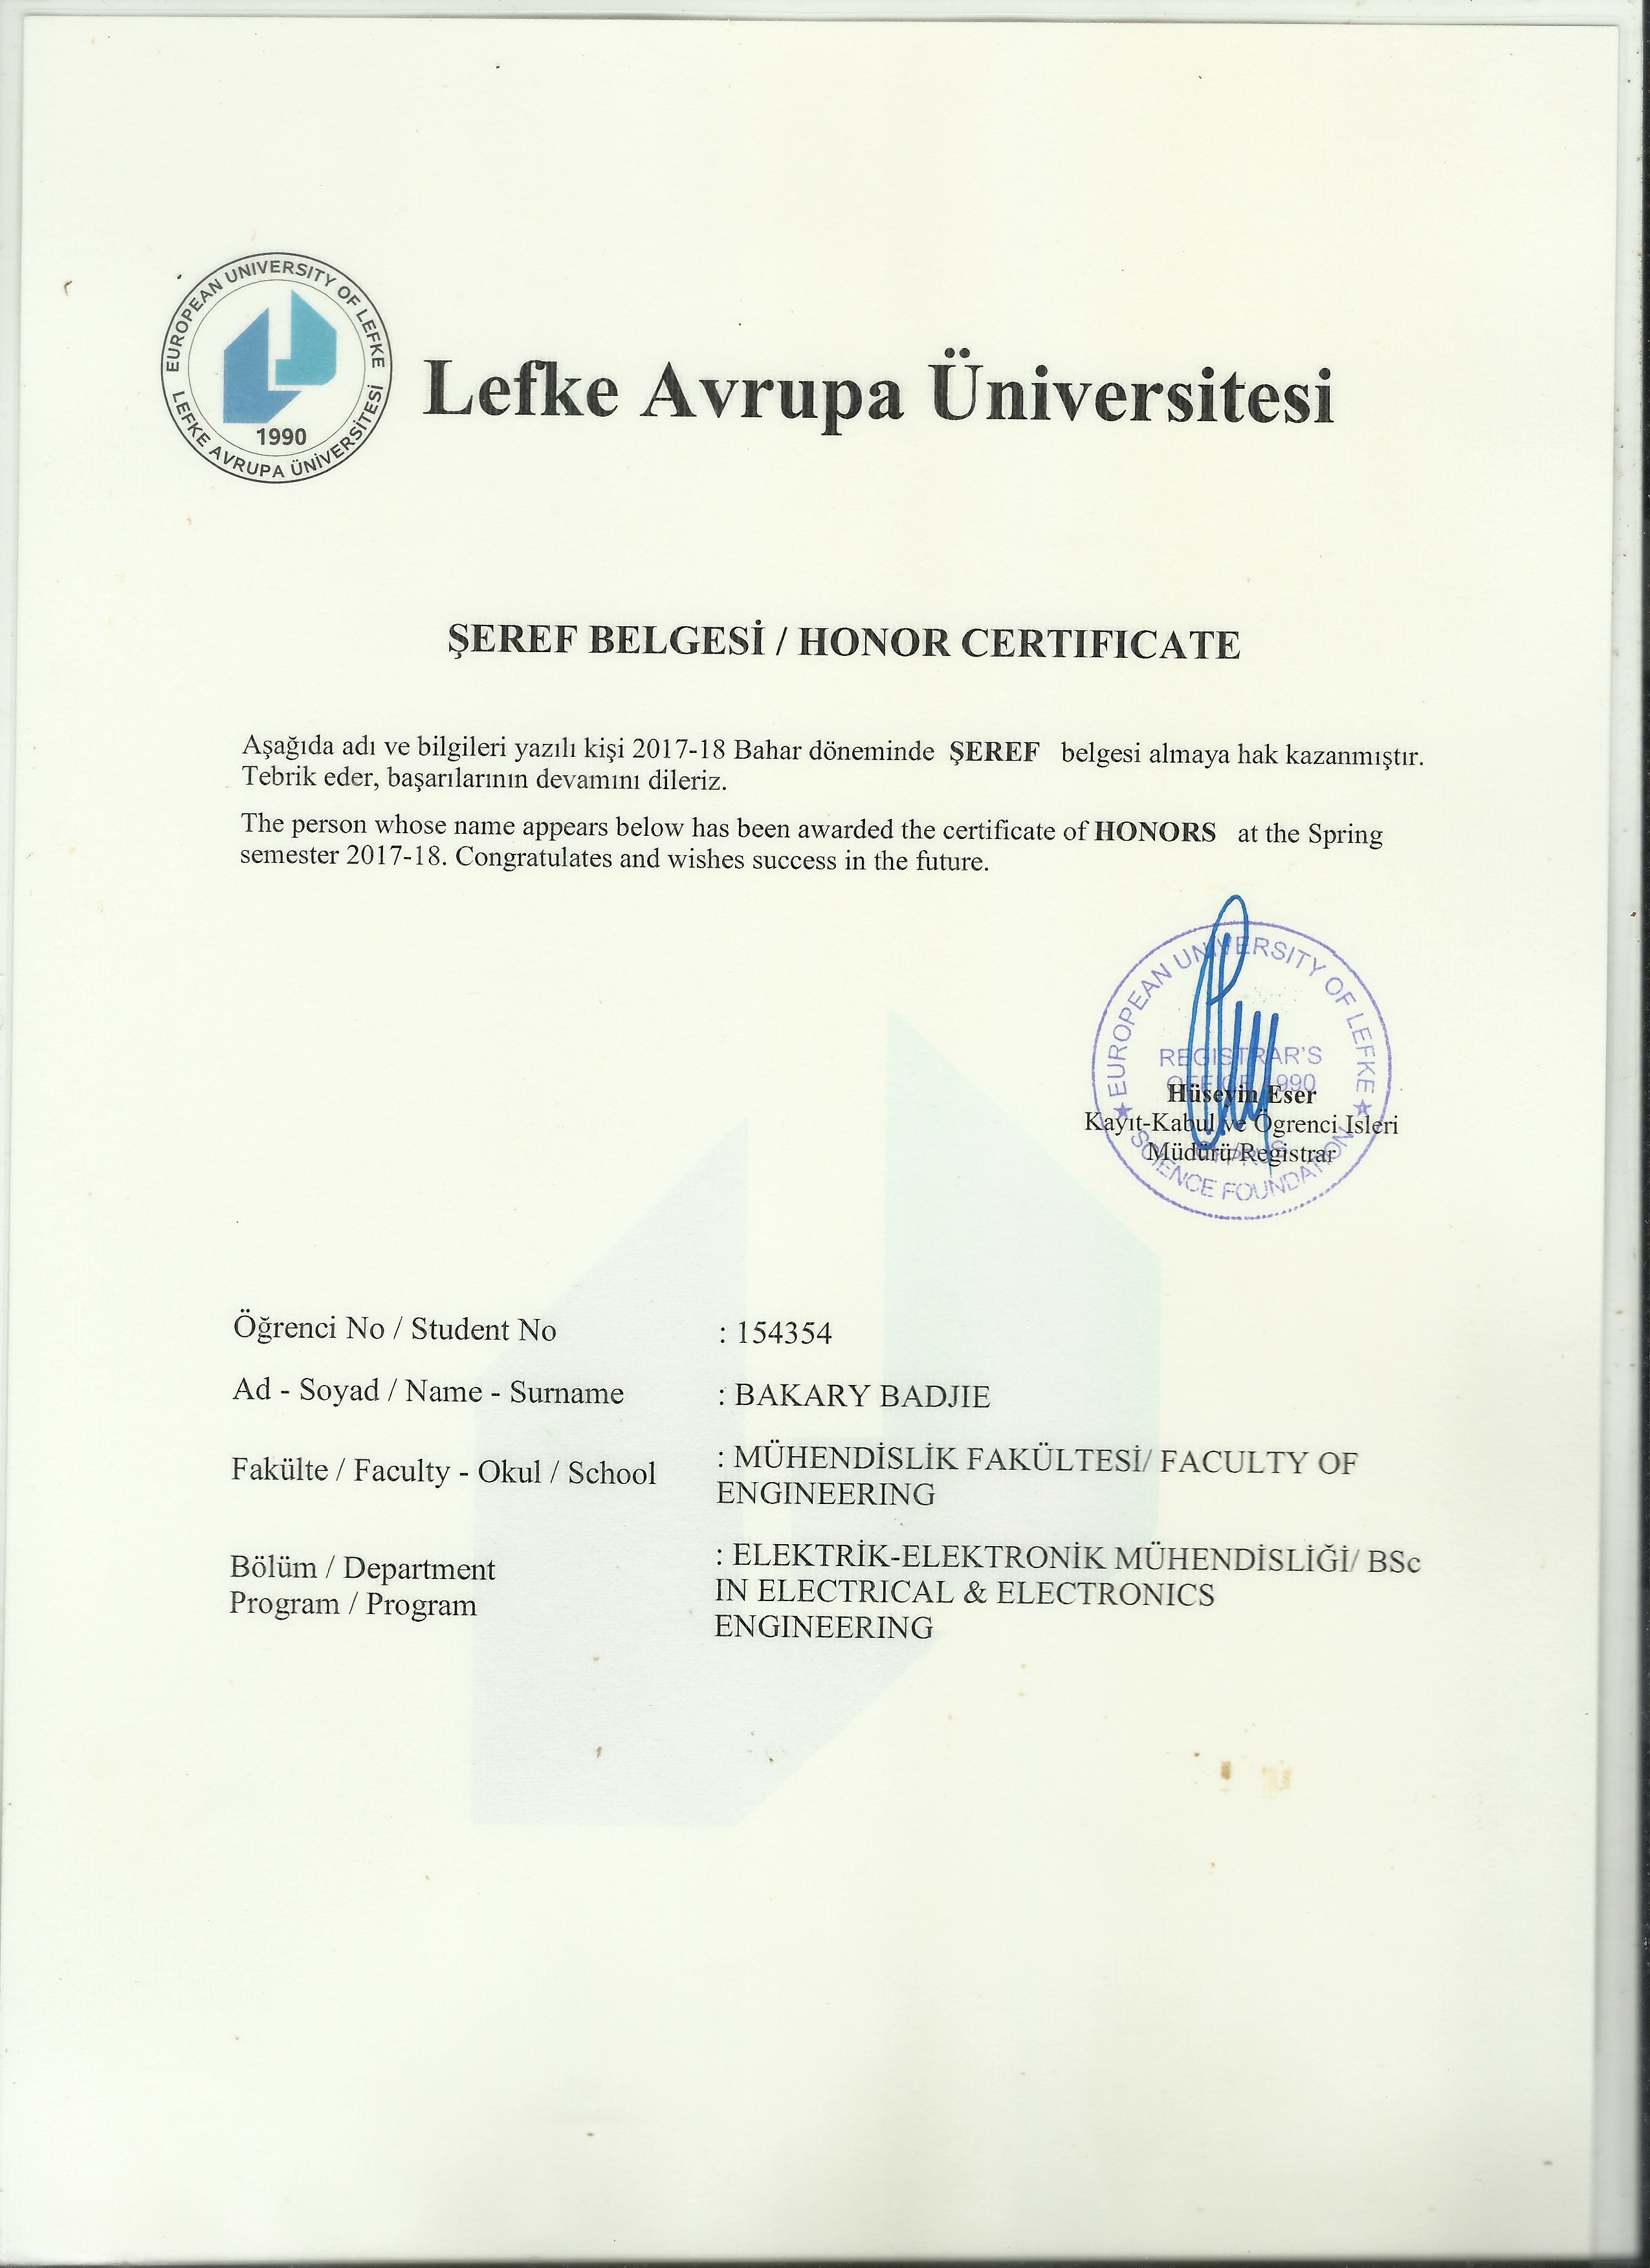 EUROPEAN UNIVERSITY OF LEFKE
LEFKE AVRUPA ÜNİVERSİTESİ
1990
Lefke Avrupa Üniversitesi
ŞEREF BELGESİ / HONOR CERTIFICATE
Aşağıda adı ve bilgileri yazılı kişi 2017-18 Bahar döneminde ŞEREF belgesi almaya hak kazanmıştır.
Tebrik eder, başarılarının devamını dileriz.
The person whose name appears below has been awarded the certificate of HONORS at the Spring
semester 2017-18. Congratulates and wishes success in the future.
EUROPEAN UNIVERSITY OF LEFKE
REGISTRAR'S
OFFICE 1990
Hüseyin Eser
Kayıt-Kabul ve Ögrenci Isleri
Müdürü/Registrar
SCIENCE FOUNDATION
Öğrenci No / Student No : 154354
Ad - Soyad / Name - Surname : BAKARY BADJIE
Fakülte / Faculty - Okul / School : MÜHENDİSLİK FAKÜLTESİ/ FACULTY OF
ENGINEERING
Bölüm / Department : ELEKTRİK-ELEKTRONİK MÜHENDİSLİĞİ/ BSc
Program / Program IN ELECTRICAL & ELECTRONICS
ENGINEERING